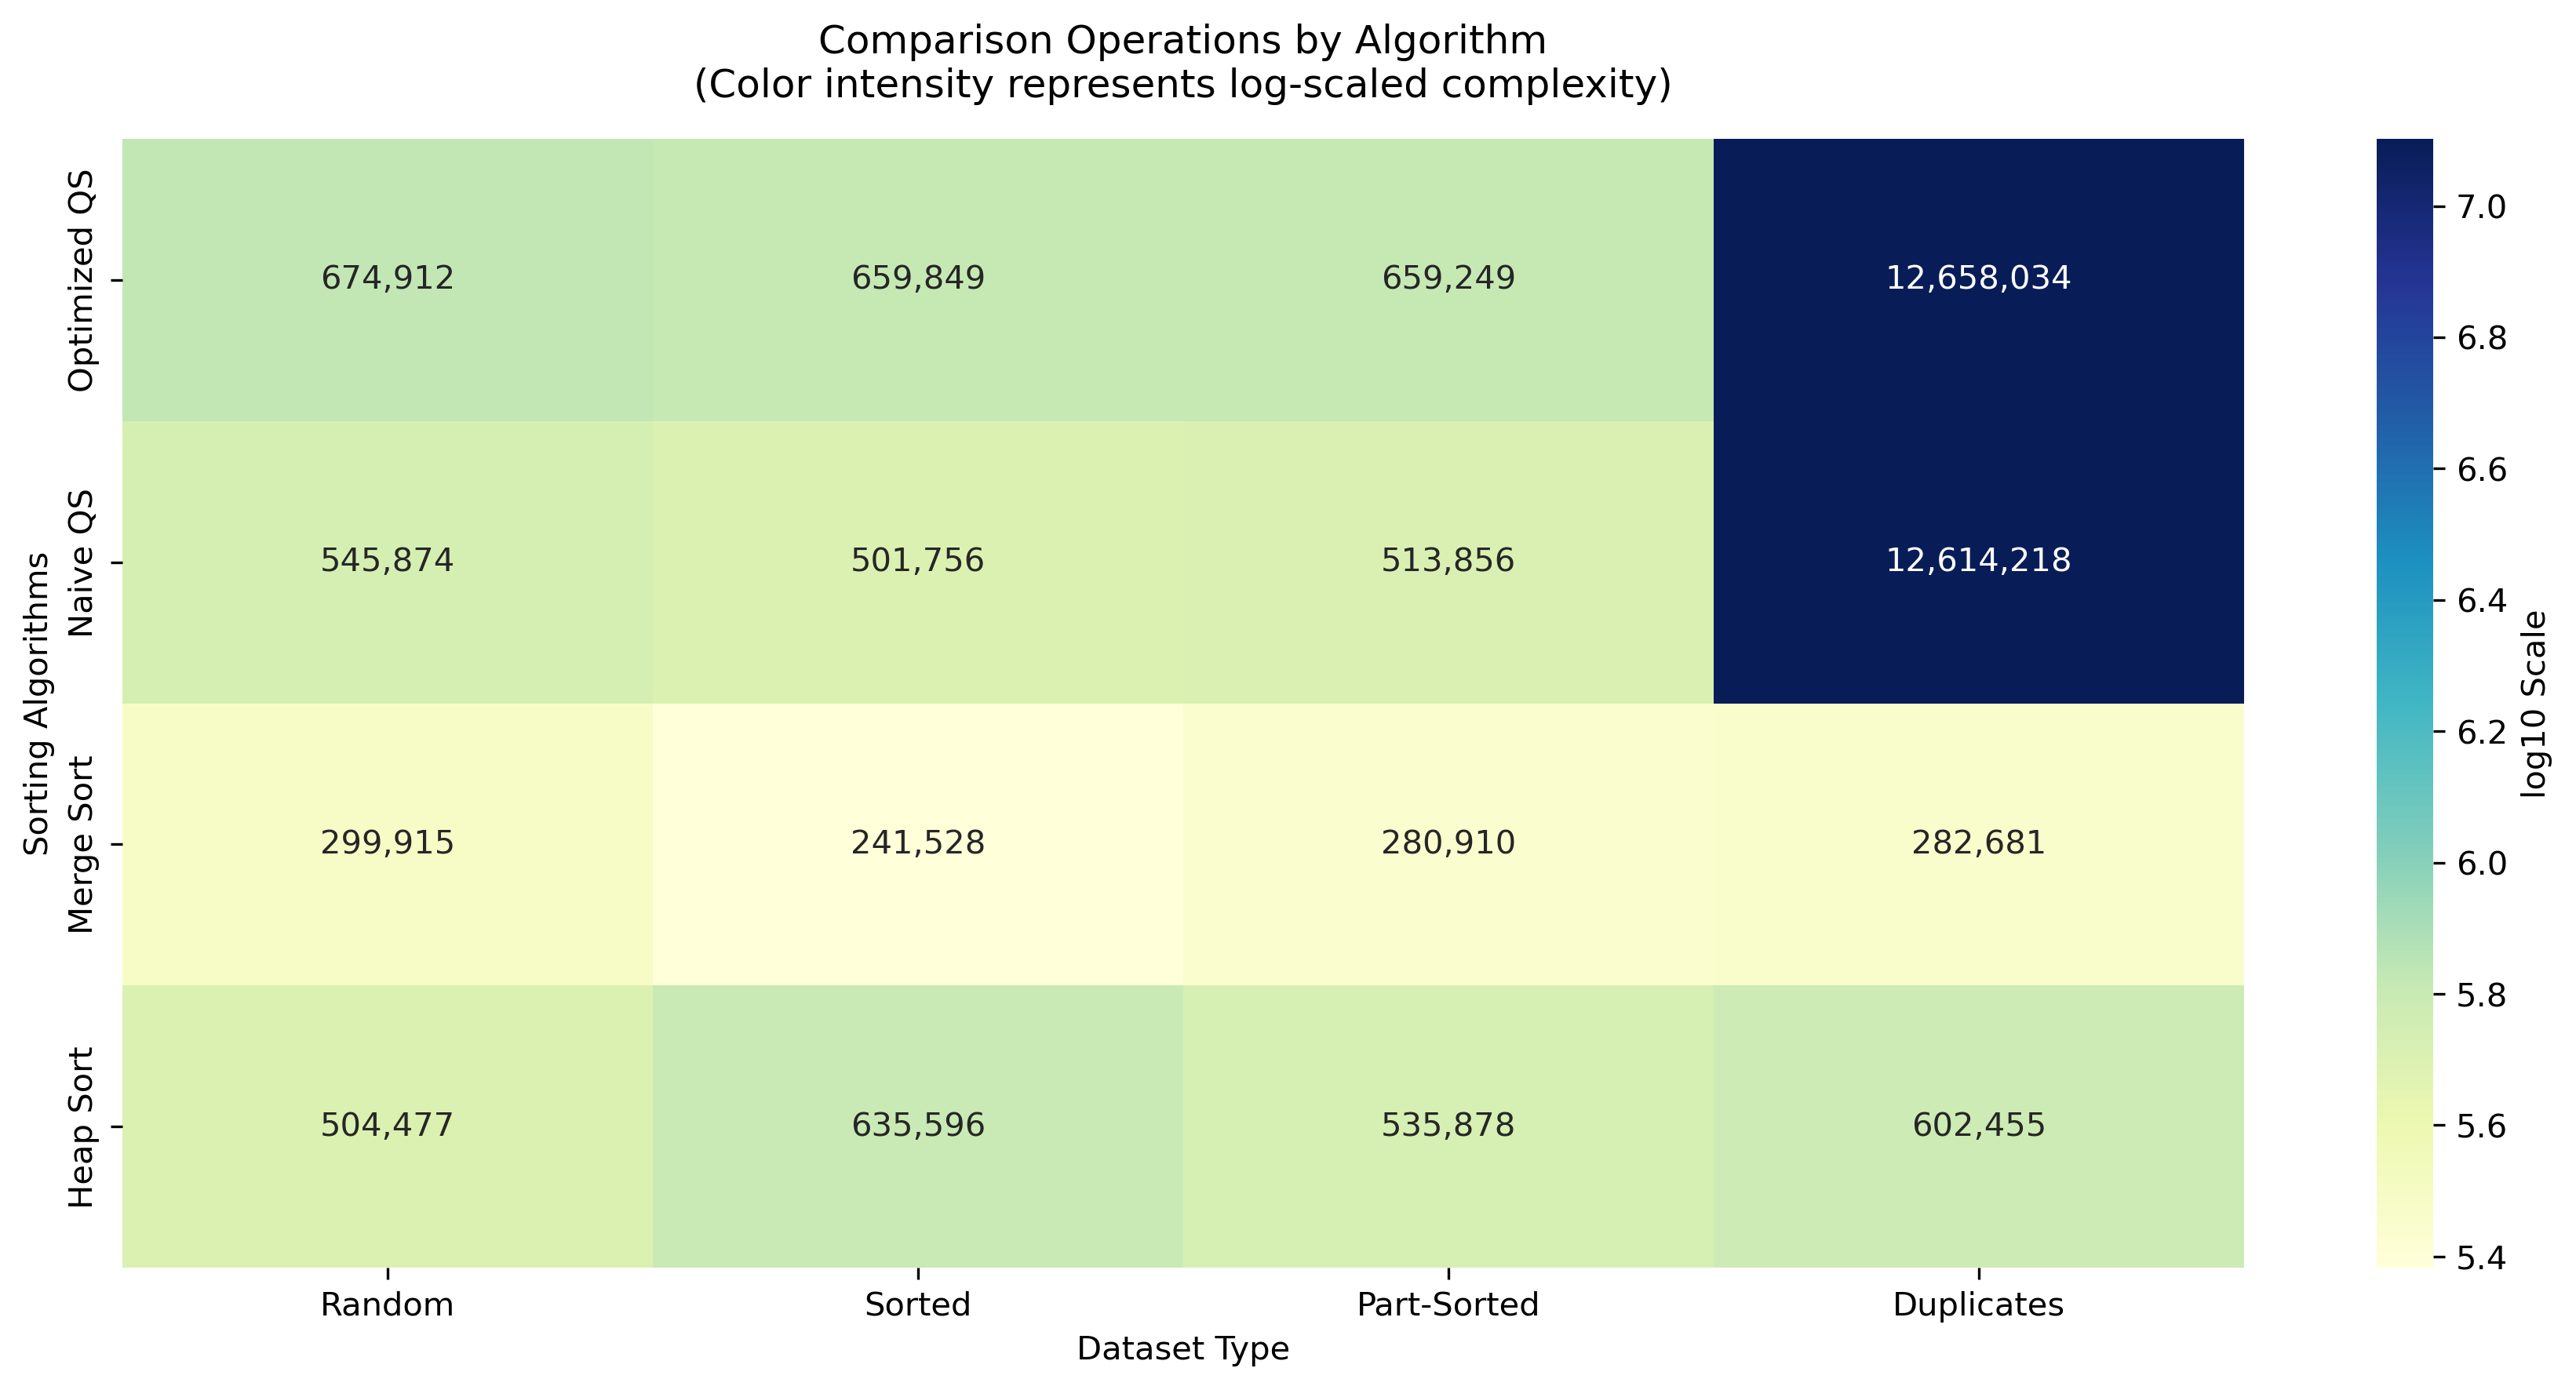 Comparison Operations by Algorithm
(Color intensity represents log-scaled complexity)
Sorting Algorithms
Optimized QS
674,912
659,849
659,249
12,658,034
Naive QS
545,874
501,756
513,856
12,614,218
Merge Sort
299,915
241,528
280,910
282,681
Heap Sort
504,477
635,596
535,878
602,455
Random
Sorted
Part-Sorted
Duplicates
Dataset Type
7.0
6.8
6.6
6.4
6.2
6.0
5.8
5.6
5.4
log10 Scale